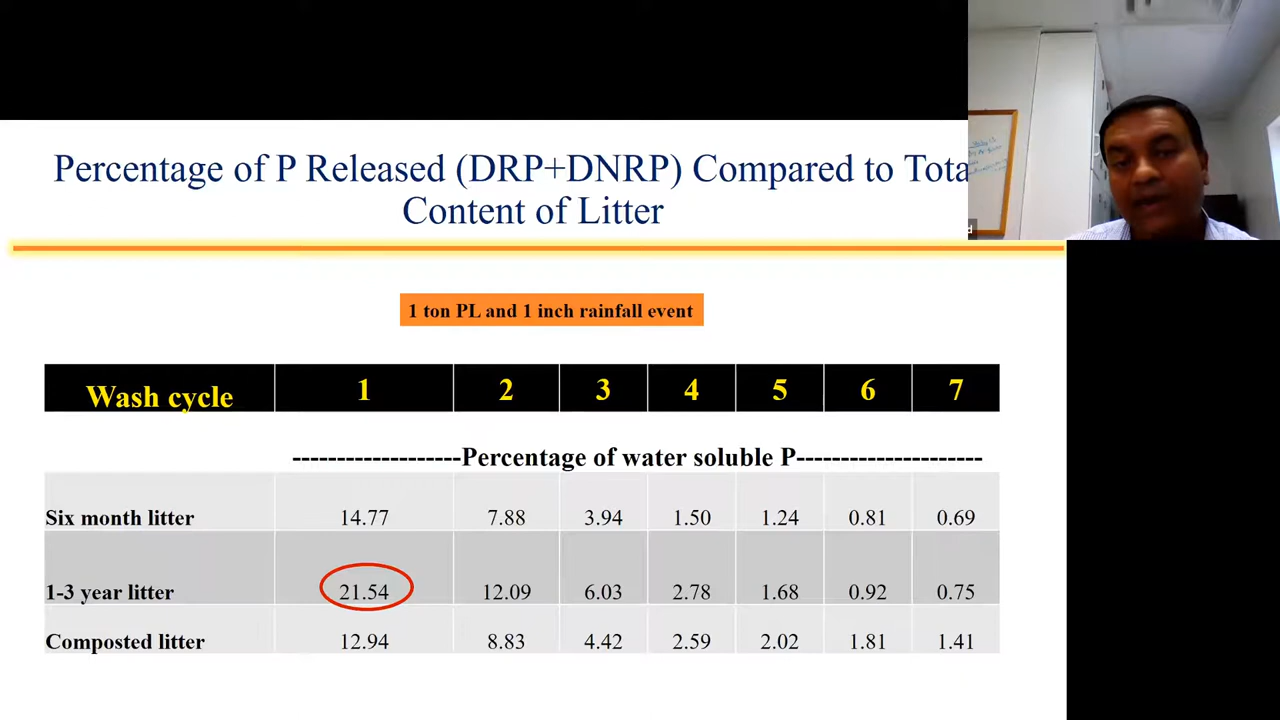 Percentage of P Released (DRP+DNRP) Compared to Tota
Content of Litter
1 ton PL and 1 inch rainfall event
Wash cycle 1 2 3 4 5 6 7
-------------------Percentage of water soluble P---------------------
Six month litter 14.77 7.88 3.94 1.50 1.24 0.81 0.69
1-3 year litter 21.54 12.09 6.03 2.78 1.68 0.92 0.75
Composted litter 12.94 8.83 4.42 2.59 2.02 1.81 1.41
d